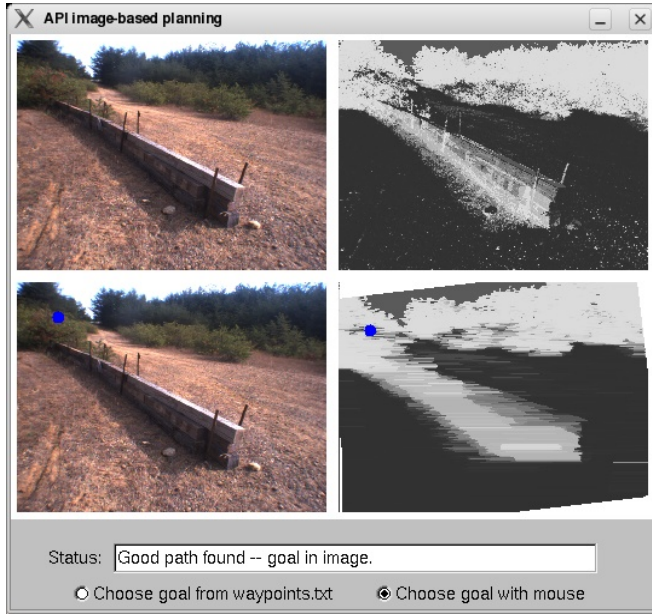 API image-based planning
Status: Good path found -- goal in image.
Choose goal from waypoints.txt Choose goal with mouse